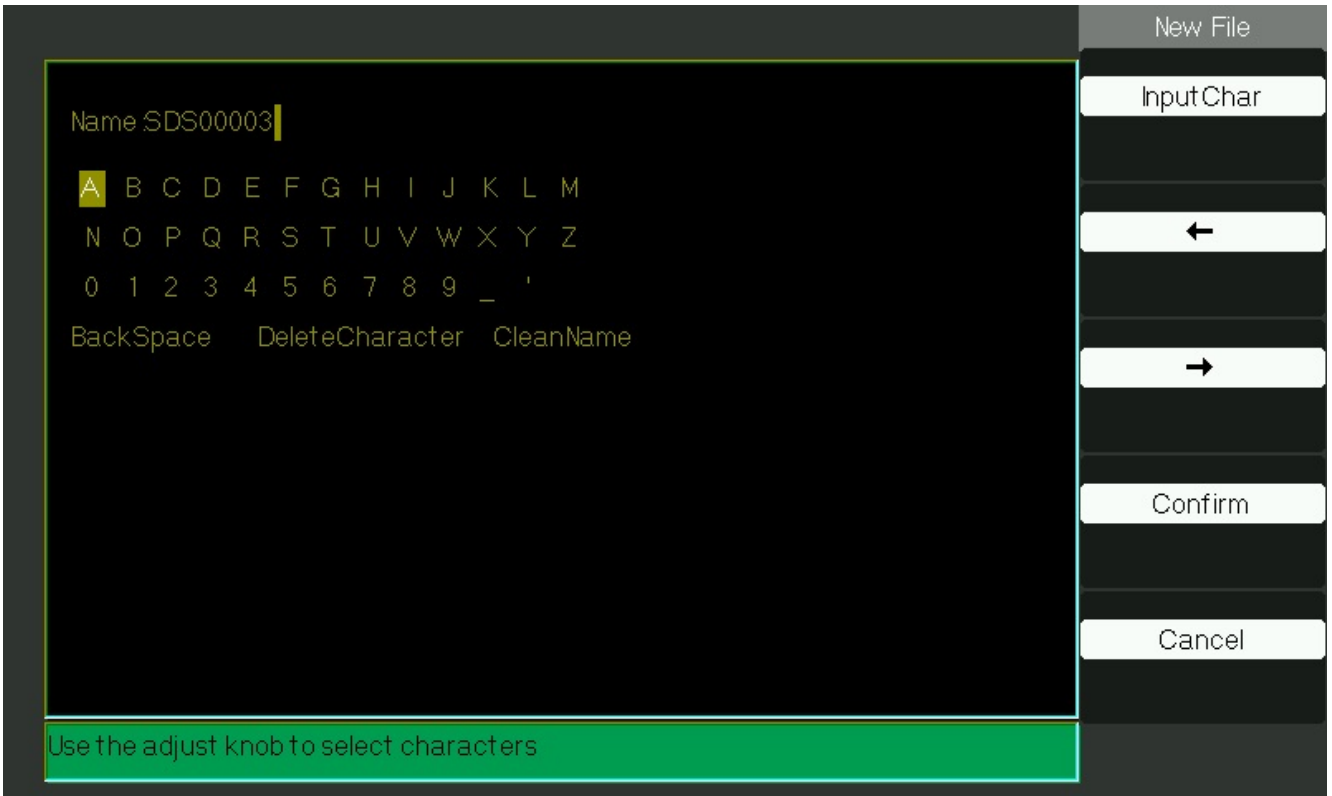 New File
Name:SDS00003
A B C D E F G H I J K L M
N O P Q R S T U V W X Y Z
0 1 2 3 4 5 6 7 8 9 _ '
BackSpace DeleteCharacter CleanName
InputChar
←
→
Confirm
Cancel
Use the adjust knob to select characters